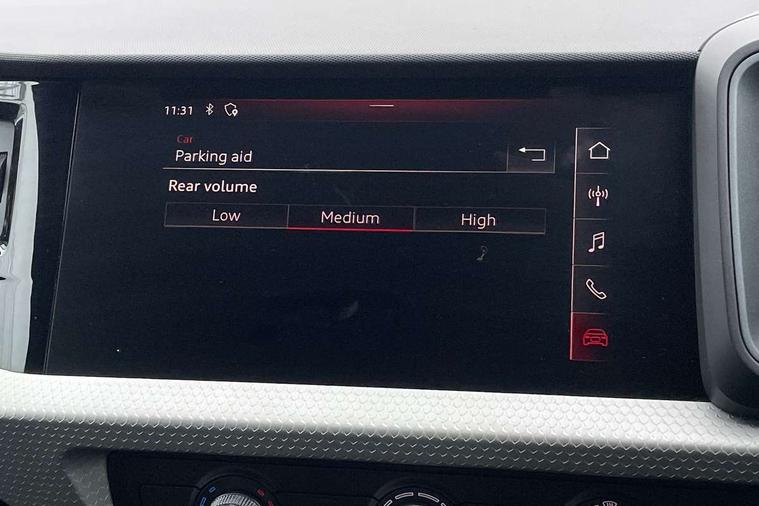 11:31
Car
Parking aid
Rear volume
Low Medium High